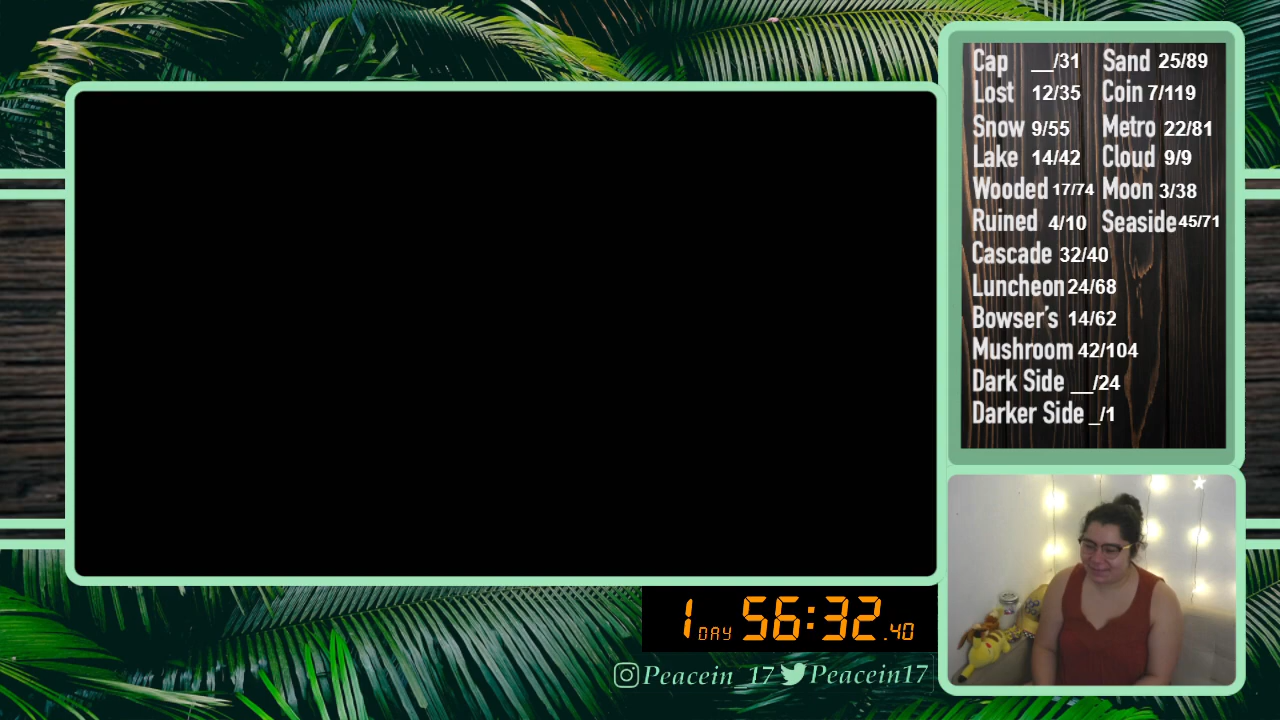 Cap __/31 Sand 25/89
Lost 12/35 Coin 7/119
Snow 9/55 Metro 22/81
Lake 14/42 Cloud 9/9
Wooded 17/74 Moon 3/38
Ruined 4/10 Seaside 45/71
Cascade 32/40
Luncheon 24/68
Bowser's 14/62
Mushroom 42/104
Dark Side __/24
Darker Side _/1
1 DAY 56:32.40
Peacein_17 Peacein17